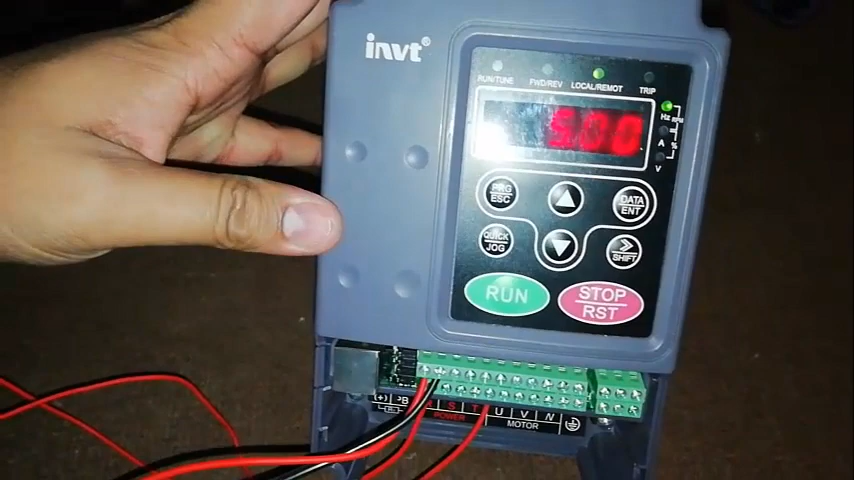 invt®
RUN/TUNE FWD/REV LOCAL/REMOT TRIP
5.00
Hz
RPM
A
%
V
PRG
ESC
DATA
ENT
QUICK
JOG
SHIFT
RUN
STOP
RST
(+) PB
S T U V W
POWER MOTOR